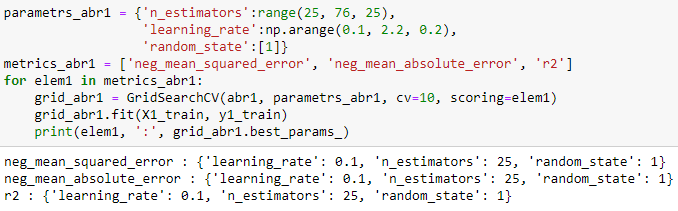 parametrs_abr1 = {'n_estimators':range(25, 76, 25),
                  'learning_rate':np.arange(0.1, 2.2, 0.2),
                  'random_state':[1]}
metrics_abr1 = ['neg_mean_squared_error', 'neg_mean_absolute_error', 'r2']
for elem1 in metrics_abr1:
    grid_abr1 = GridSearchCV(abr1, parametrs_abr1, cv=10, scoring=elem1)
    grid_abr1.fit(X1_train, y1_train)
    print(elem1, ':', grid_abr1.best_params_)
neg_mean_squared_error : {'learning_rate': 0.1, 'n_estimators': 25, 'random_state': 1}
neg_mean_absolute_error : {'learning_rate': 0.1, 'n_estimators': 25, 'random_state': 1}
r2 : {'learning_rate': 0.1, 'n_estimators': 25, 'random_state': 1}